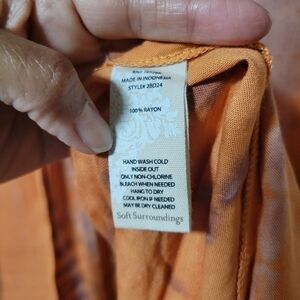 MADE IN INDONESIA
STYLE# 28D24
100% RAYON
HAND WASH COLD
INSIDE OUT
ONLY NON-CHLORINE
BLEACH WHEN NEEDED
HANG TO DRY
COOL IRON IF NEEDED
MAY BE DRY CLEANED
Soft Surroundings